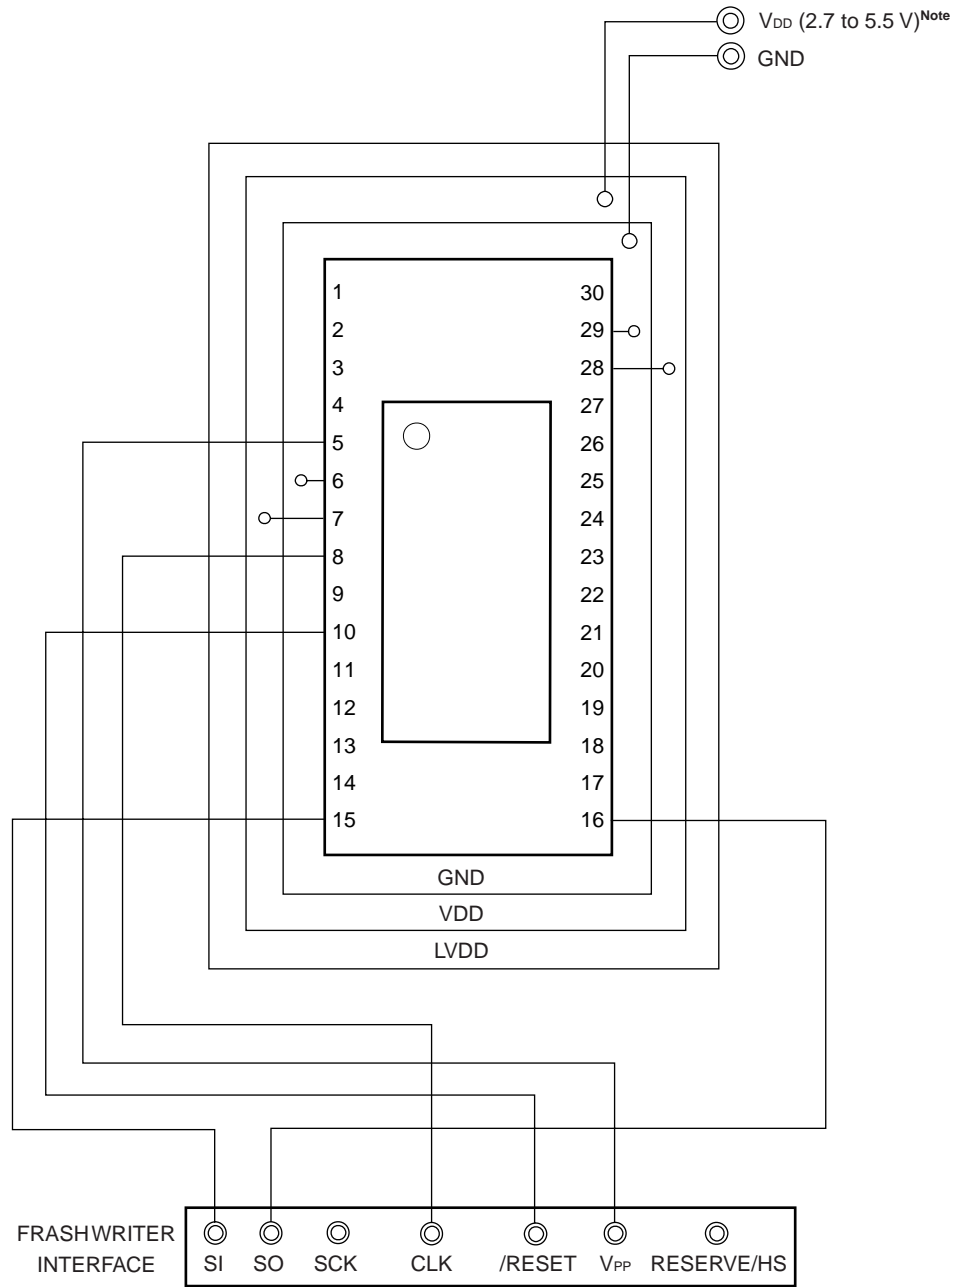 VDD (2.7 to 5.5 V)Note
GND
1 30
2 29
3 28
4 27
5 26
6 25
7 24
8 23
9 22
10 21
11 20
12 19
13 18
14 17
15 16
GND
VDD
LVDD
FRASHWRITER
INTERFACE
SI SO SCK CLK /RESET VPP RESERVE/HS